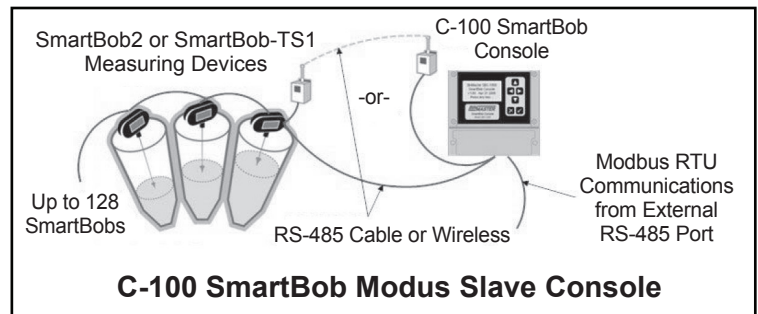 SmartBob2 or SmartBob-TS1
Measuring Devices
C-100 SmartBob
Console
-or-
Up to 128
SmartBobs
RS-485 Cable or Wireless
Modbus RTU
Communications
from External
RS-485 Port
C-100 SmartBob Modus Slave Console